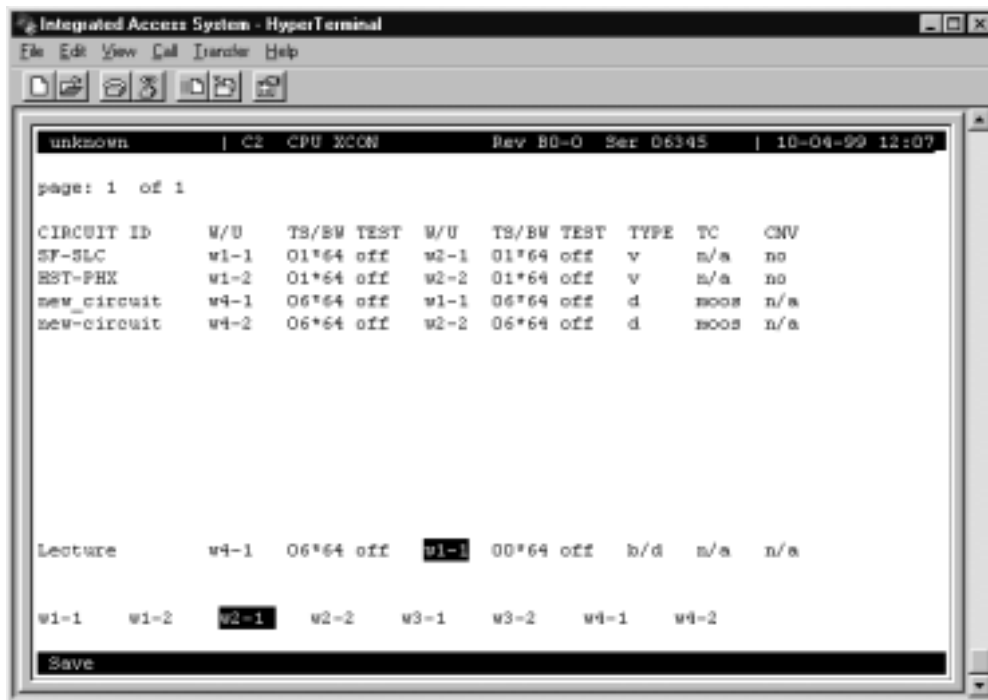 Integrated Access System - HyperTerminal
File Edit View Call Transfer Help
unknown | C2 CPU XCON Rev B0-0 Ser 06345 | 10-04-99 12:07
page: 1 of 1
CIRCUIT ID W/U TS/BW TEST W/U TS/BW TEST TYPE TC CNV
SF-SLC w1-1 01*64 off w2-1 01*64 off v n/a no
HST-PHX w1-2 01*64 off w2-2 01*64 off v n/a no
new_circuit w4-1 06*64 off w1-1 06*64 off d moos n/a
new-circuit w4-2 06*64 off w2-2 06*64 off d moos n/a
Lecture w4-1 06*64 off w1-1 00*64 off b/d n/a n/a
w1-1 w1-2 w2-1 w2-2 w3-1 w3-2 w4-1 w4-2
Save